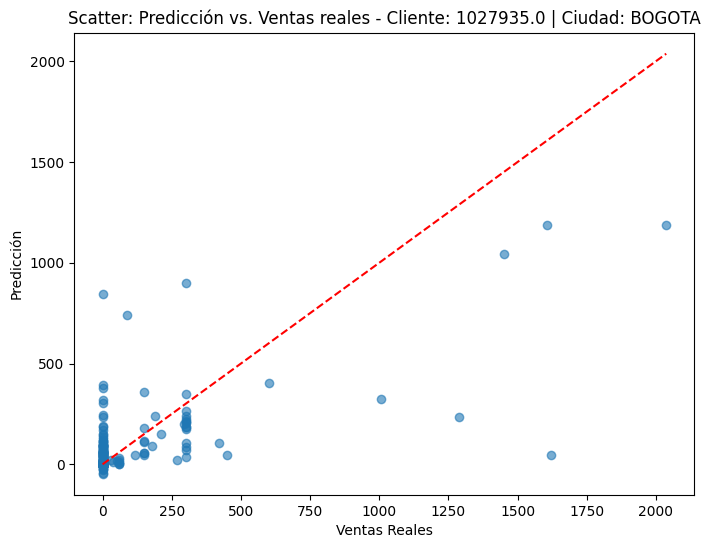 Scatter: Predicción vs. Ventas reales - Cliente: 1027935.0 | Ciudad: BOGOTA
2000
1500
1000
500
0
Predicción
0 250 500 750 1000 1250 1500 1750 2000
Ventas Reales